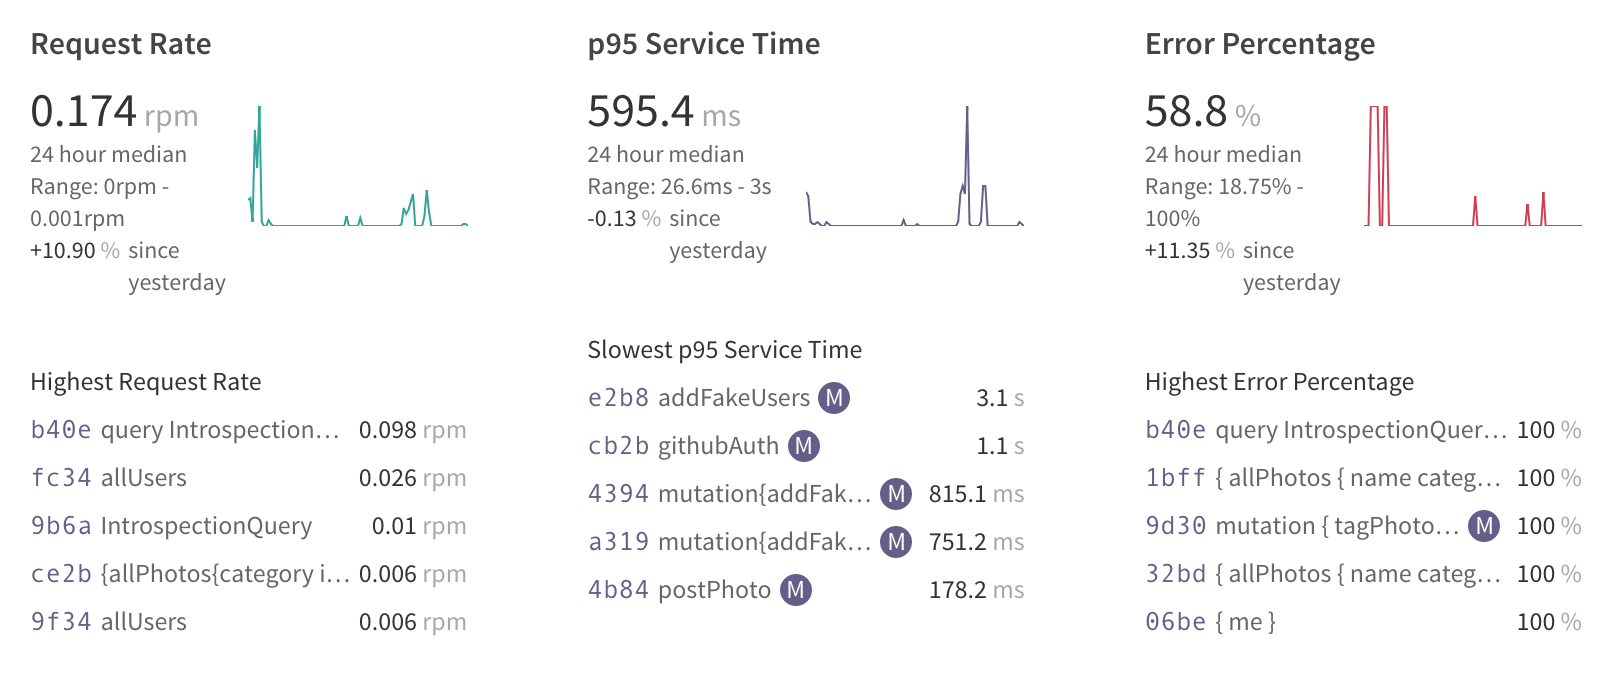 Request Rate
0.174 rpm
24 hour median
Range: 0rpm -
0.001rpm
+10.90 % since
yesterday
Highest Request Rate
b40e query Introspection... 0.098 rpm
fc34 allUsers 0.026 rpm
9b6a IntrospectionQuery 0.01 rpm
ce2b {allPhotos{category i... 0.006 rpm
9f34 allUsers 0.006 rpm
p95 Service Time
595.4 ms
24 hour median
Range: 26.6ms - 3s
-0.13 % since
yesterday
Slowest p95 Service Time
e2b8 addFakeUsers M 3.1 s
cb2b githubAuth M 1.1 s
4394 mutation{addFak... M 815.1 ms
a319 mutation{addFak... M 751.2 ms
4b84 postPhoto M 178.2 ms
Error Percentage
58.8 %
24 hour median
Range: 18.75% -
100%
+11.35 % since
yesterday
Highest Error Percentage
b40e query IntrospectionQuer... 100 %
1bff { allPhotos { name categ... 100 %
9d30 mutation { tagPhoto... M 100 %
32bd { allPhotos { name categ... 100 %
06be { me } 100 %